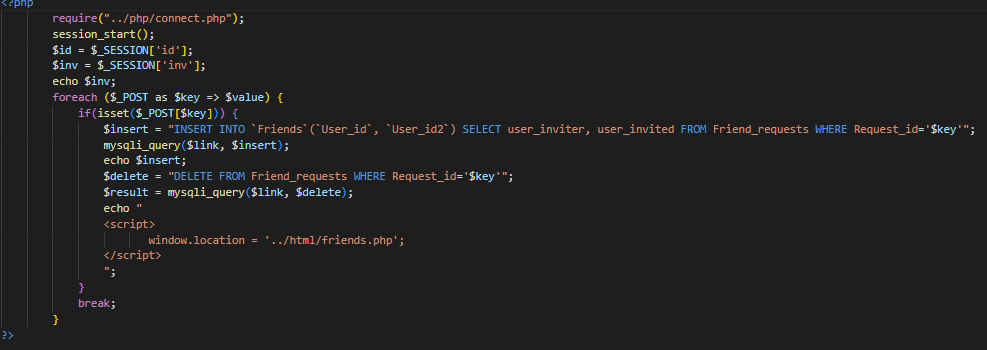 <?php
require("../php/connect.php");
session_start();
$id = $_SESSION['id'];
$inv = $_SESSION['inv'];
echo $inv;
foreach ($_POST as $key => $value) {
if(isset($_POST[$key])) {
$insert = "INSERT INTO `Friends`(`User_id`, `User_id2`) SELECT user_inviter, user_invited FROM Friend_requests WHERE Request_id='$key'";
mysqli_query($link, $insert);
echo $insert;
$delete = "DELETE FROM Friend_requests WHERE Request_id='$key'";
$result = mysqli_query($link, $delete);
echo "
<script>
window.location = '../html/friends.php';
</script>
";
}
break;
}
?>